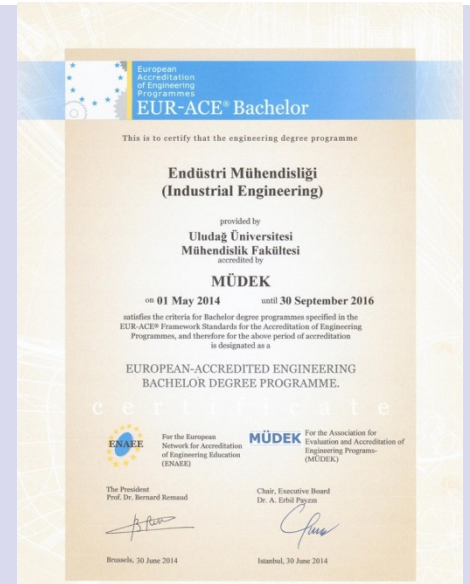 European
Accreditation
of Engineering
Programmes
EUR-ACE® Bachelor
This is to certify that the engineering degree programme
Endüstri Mühendisliği
(Industrial Engineering)
provided by
Uludağ Üniversitesi
Mühendislik Fakültesi
accredited by
MÜDEK
on 01 May 2014 until 30 September 2016
satisfies the criteria for Bachelor degree programmes specified in the
EUR-ACE® Framework Standards for the Accreditation of Engineering
Programmes, and therefore for the above period of accreditation
is designated as a
EUROPEAN-ACCREDITED ENGINEERING
BACHELOR DEGREE PROGRAMME.
certificate
ENAEE
For the European
Network for Accreditation
of Engineering Education
(ENAEE)
MÜDEK
For the Association for
Evaluation and Accreditation of
Engineering Programs-
(MÜDEK)
The President
Prof. Dr. Bernard Remaud
Chair, Executive Board
Dr. A. Erbil Payzın
Brussels, 30 June 2014
Istanbul, 30 June 2014